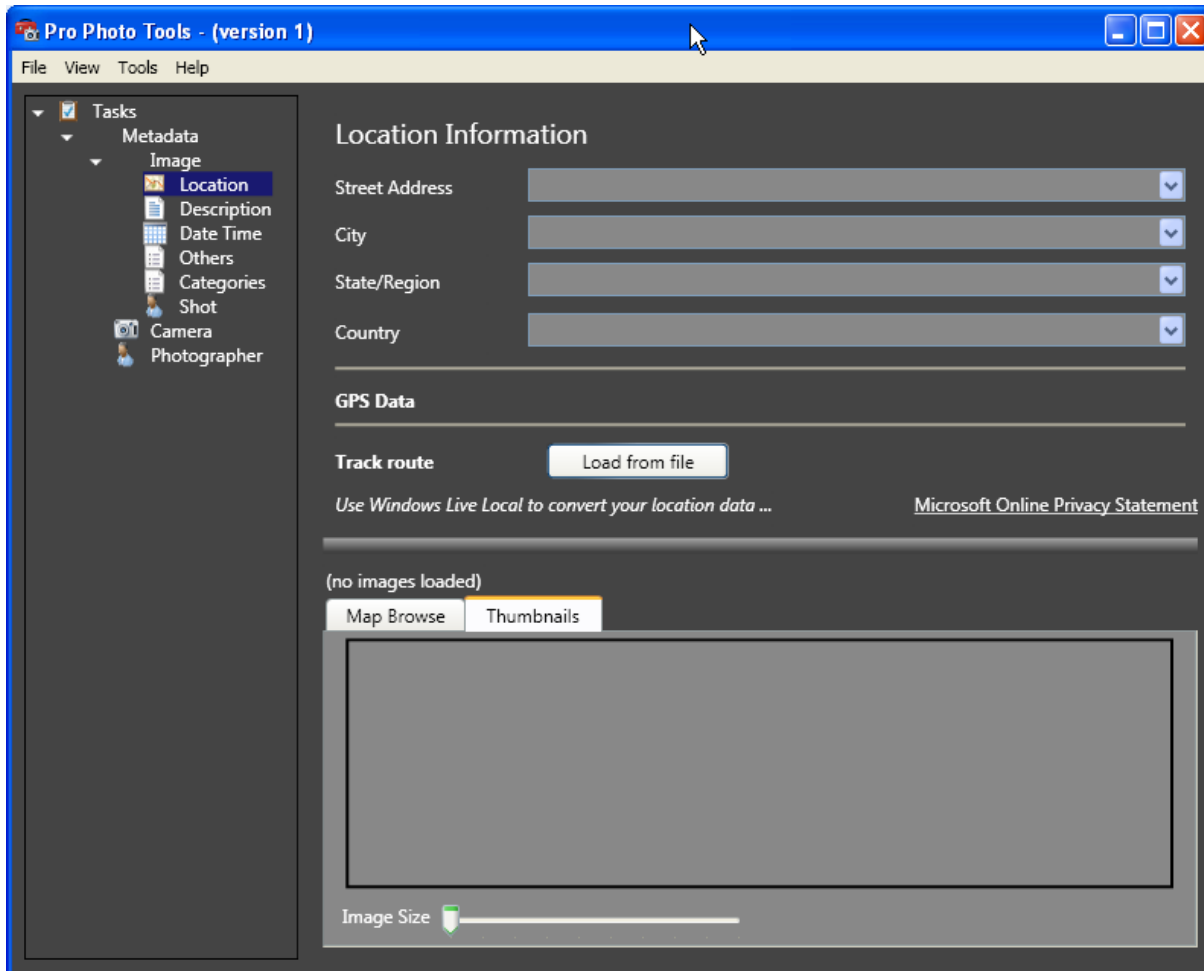 Pro Photo Tools - (version 1)
File View Tools Help
Tasks
Metadata
Image
Location
Description
Date Time
Others
Categories
Shot
Camera
Photographer
Location Information
Street Address
City
State/Region
Country
GPS Data
Track route Load from file
Use Windows Live Local to convert your location data ... Microsoft Online Privacy Statement
(no images loaded)
Map Browse Thumbnails
Image Size